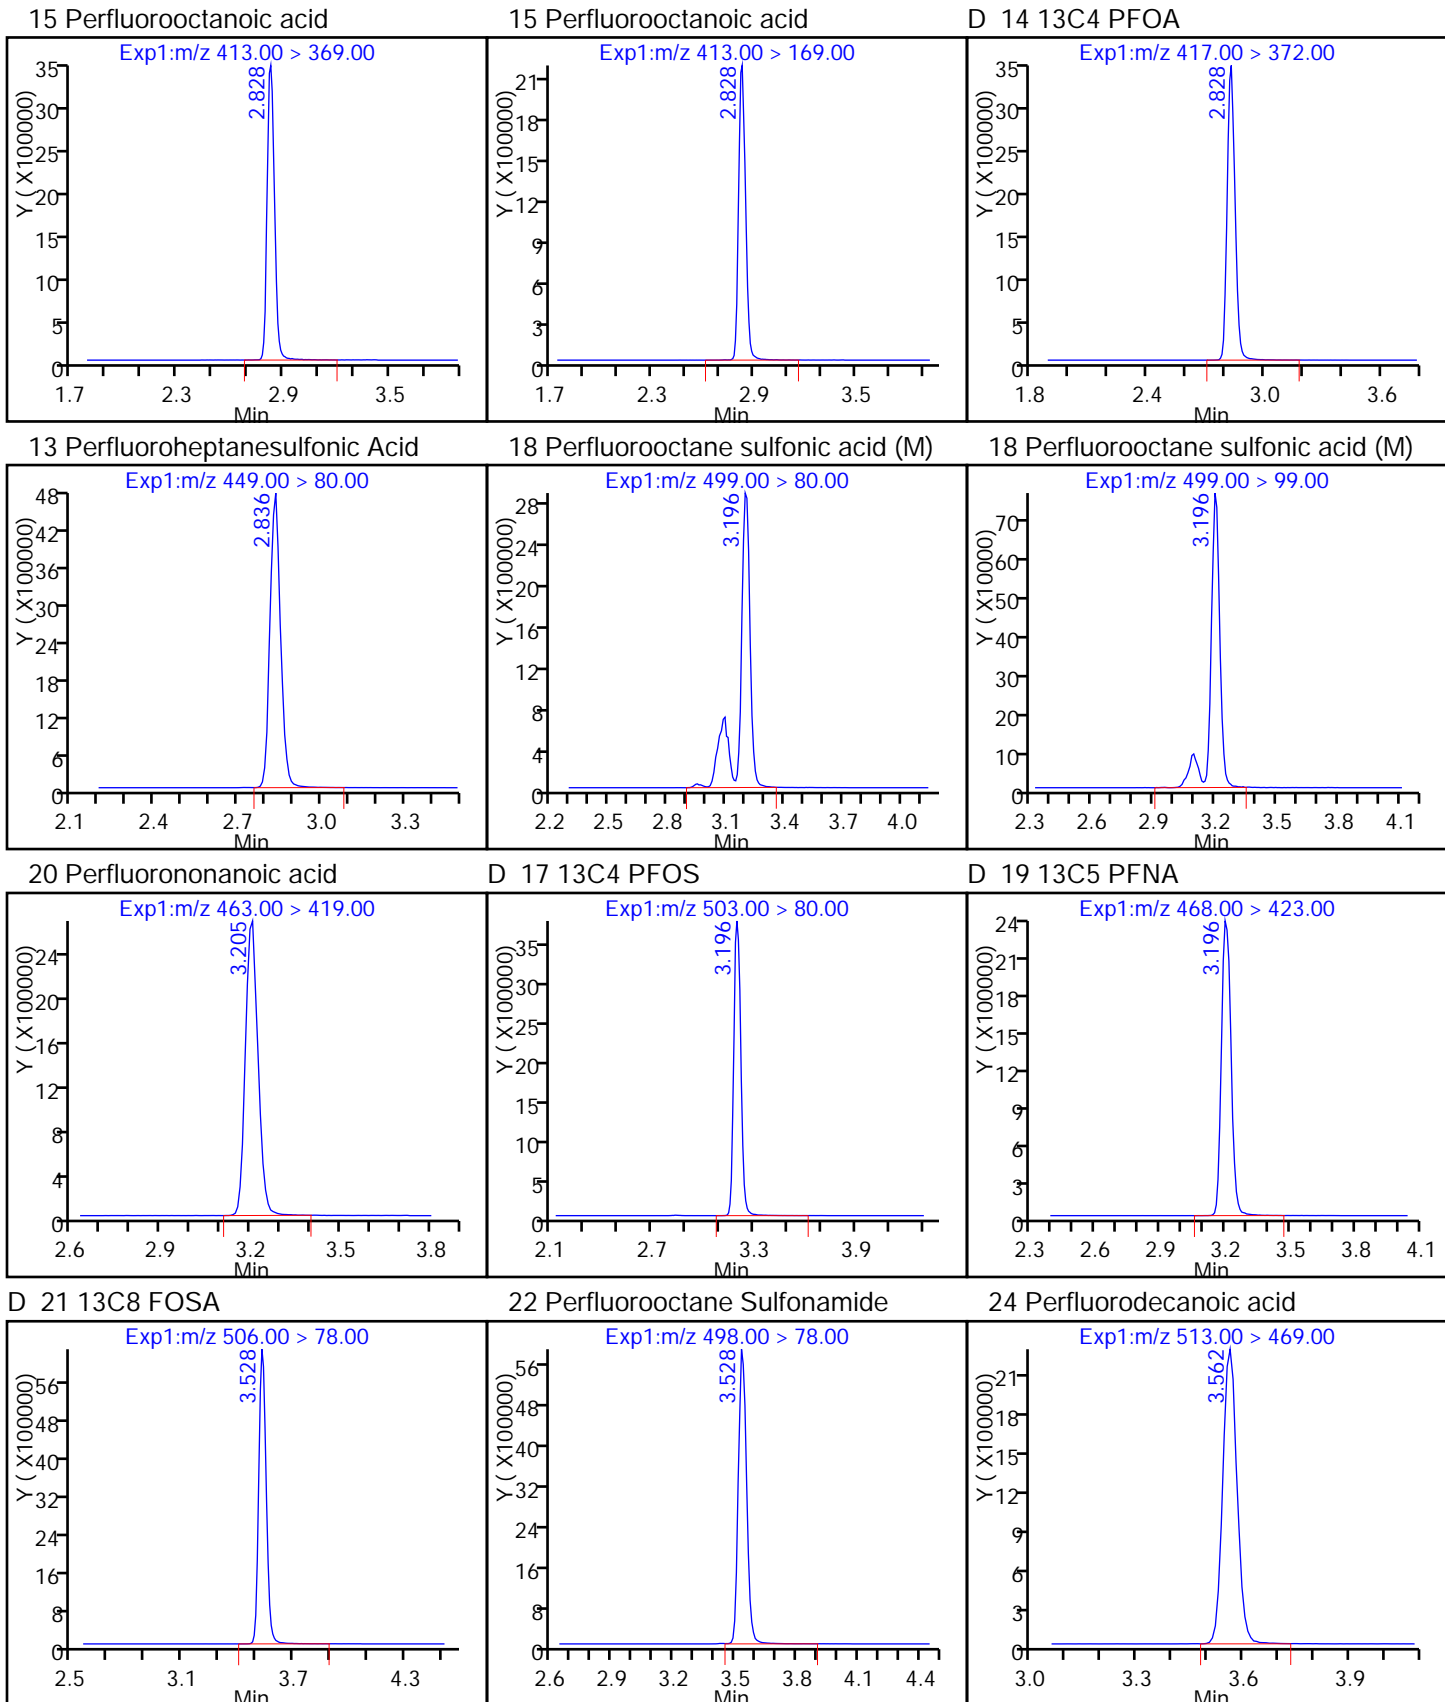 15 Perfluorooctanoic acid
Exp1:m/z 413.00 > 369.00
2.828
Y ( X100000)
35
30
25
20
15
10
5
0
1.7 2.3 2.9 3.5
Min
15 Perfluorooctanoic acid
Exp1:m/z 413.00 > 169.00
2.828
Y ( X100000)
21
18
15
12
9
6
3
0
1.7 2.3 2.9 3.5
Min
D 14 13C4 PFOA
Exp1:m/z 417.00 > 372.00
2.828
Y ( X100000)
35
30
25
20
15
10
5
0
1.8 2.4 3.0 3.6
Min
13 Perfluoroheptanesulfonic Acid
Exp1:m/z 449.00 > 80.00
2.836
Y ( X100000)
48
42
36
30
24
18
12
6
0
2.1 2.4 2.7 3.0 3.3
Min
18 Perfluorooctane sulfonic acid (M)
Exp1:m/z 499.00 > 80.00
3.196
Y ( X100000)
28
24
20
16
12
8
4
0
2.2 2.5 2.8 3.1 3.4 3.7 4.0
Min
18 Perfluorooctane sulfonic acid (M)
Exp1:m/z 499.00 > 99.00
3.196
Y ( X10000)
70
60
50
40
30
20
10
0
2.3 2.6 2.9 3.2 3.5 3.8 4.1
Min
20 Perfluorononanoic acid
Exp1:m/z 463.00 > 419.00
3.205
Y ( X100000)
24
20
16
12
8
4
0
2.6 2.9 3.2 3.5 3.8
Min
D 17 13C4 PFOS
Exp1:m/z 503.00 > 80.00
3.196
Y ( X100000)
35
30
25
20
15
10
5
0
2.1 2.7 3.3 3.9
Min
D 19 13C5 PFNA
Exp1:m/z 468.00 > 423.00
3.196
Y ( X100000)
24
21
18
15
12
9
6
3
0
2.3 2.6 2.9 3.2 3.5 3.8 4.1
Min
D 21 13C8 FOSA
Exp1:m/z 506.00 > 78.00
3.528
Y ( X100000)
56
48
40
32
24
16
8
0
2.5 3.1 3.7 4.3
Min
22 Perfluorooctane Sulfonamide
Exp1:m/z 498.00 > 78.00
3.528
Y ( X100000)
56
48
40
32
24
16
8
0
2.6 2.9 3.2 3.5 3.8 4.1 4.4
Min
24 Perfluorodecanoic acid
Exp1:m/z 513.00 > 469.00
3.562
Y ( X100000)
21
18
15
12
9
6
3
0
3.0 3.3 3.6 3.9
Min